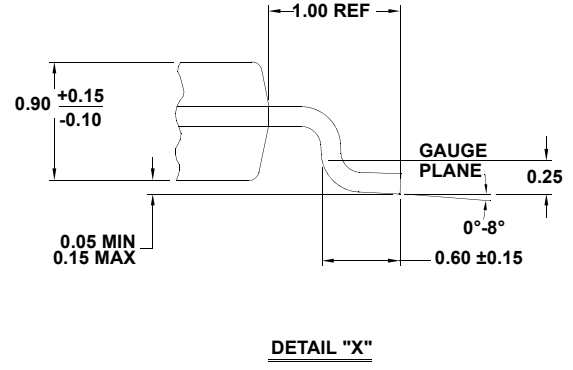 1.00 REF
0.90 +0.15
-0.10
GAUGE
PLANE
0.25
0°-8°
0.05 MIN
0.15 MAX
0.60 ±0.15
DETAIL "X"